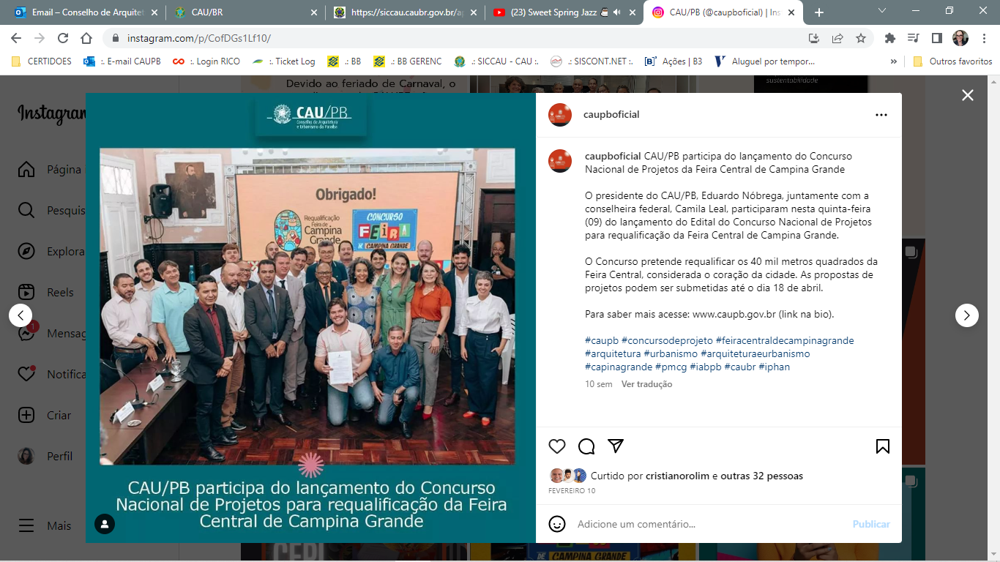 Email – Conselho de Arquitet
CAU/BR
https://siccau.caubr.gov.br/ap
(23) Sweet Spring Jazz
CAU/PB (@caupboficial) | Ins
instagram.com/p/CofDGs1Lf10/
CERTIDOES
:. E-mail CAUPB
:. Login RICO
:. Ticket Log
.: BB
.: BB GERENC
.: SICCAU - CAU :.
.: SISCONT.NET :.
Ações | B3
Aluguel por tempor...
»
Outros favoritos
Devido ao feriado de Carnaval, o
sustentabilidade
Instagram
Página
Pesquis
Explora
Reels
1
Mensag
Notifica
Criar
Perfil
Mais
CAU/PB
Conselho de Arquitetura
e Urbanismo da Paraíba
Obrigado!
Requalificação
Feira de
Campina
Grande
CONCURSO
FEIRA
DE CAMPINA GRANDE
CAU/PB participa do lançamento do Concurso
Nacional de Projetos para requalificação da Feira
Central de Campina Grande
caupboficial
caupboficial CAU/PB participa do lançamento do Concurso
Nacional de Projetos da Feira Central de Campina Grande
O presidente do CAU/PB, Eduardo Nóbrega, juntamente com a
conselheira federal, Camila Leal, participaram nesta quinta-feira
(09) do lançamento do Edital do Concurso Nacional de Projetos
para requalificação da Feira Central de Campina Grande.
O Concurso pretende requalificar os 40 mil metros quadrados da
Feira Central, considerada o coração da cidade. As propostas de
projetos podem ser submetidas até o dia 18 de abril.
Para saber mais acesse: www.caupb.gov.br (link na bio).
#caupb #concursodeprojeto #feiracentraldecampinagrande
#arquitetura #urbanismo #arquiteturaeurbanismo
#capinagrande #pmcg #iabpb #caubr #iphan
10 sem Ver tradução
Curtido por cristianorolim e outras 32 pessoas
FEVEREIRO 10
Adicione um comentário...
Publicar
DE CAMPINA GRANDE